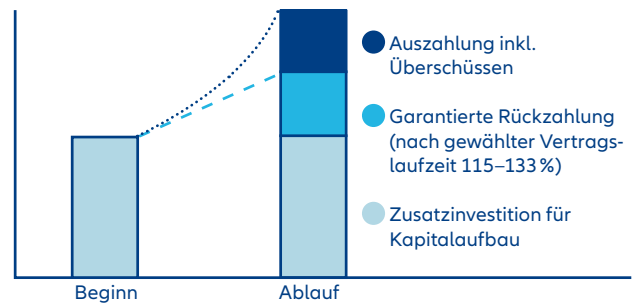 Auszahlung inkl.
Überschüssen
Garantierte Rückzahlung
(nach gewählter Vertrags-
laufzeit 115–133 %)
Zusatzinvestition für
Kapitalaufbau
Beginn
Ablauf